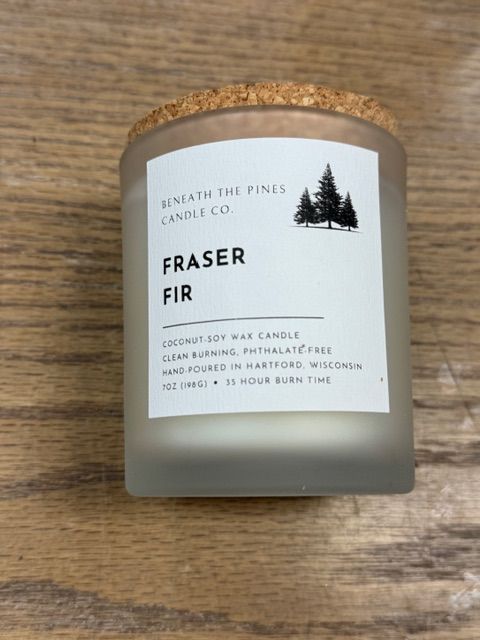 BENEATH THE PINES
CANDLE CO.
FRASER
FIR
COCONUT-SOY WAX CANDLE
CLEAN BURNING, PHTHALATE-FREE
HAND-POURED IN HARTFORD, WISCONSIN
7OZ (198G) • 35 HOUR BURN TIME